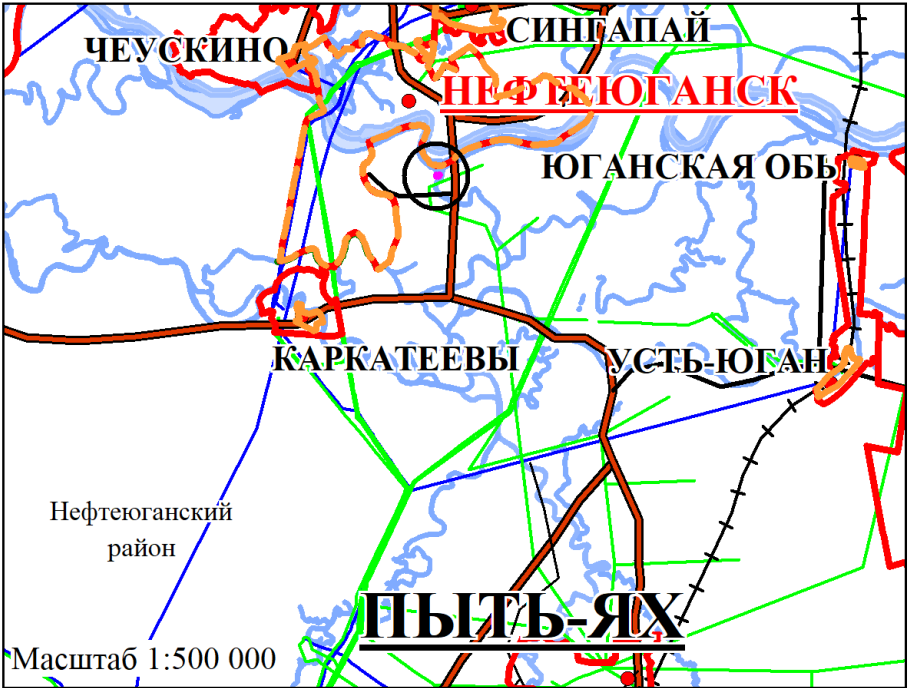 СИНГАПАЙ
ЧЕУСКИНО
НЕФТЕЮГАНСК
ЮГАНСКАЯ ОБЬ
КАРКАТЕЕВЫ
УСТЬ-ЮГАН
Нефтеюганский
район
ПЫТЬ-ЯХ
Масштаб 1:500 000